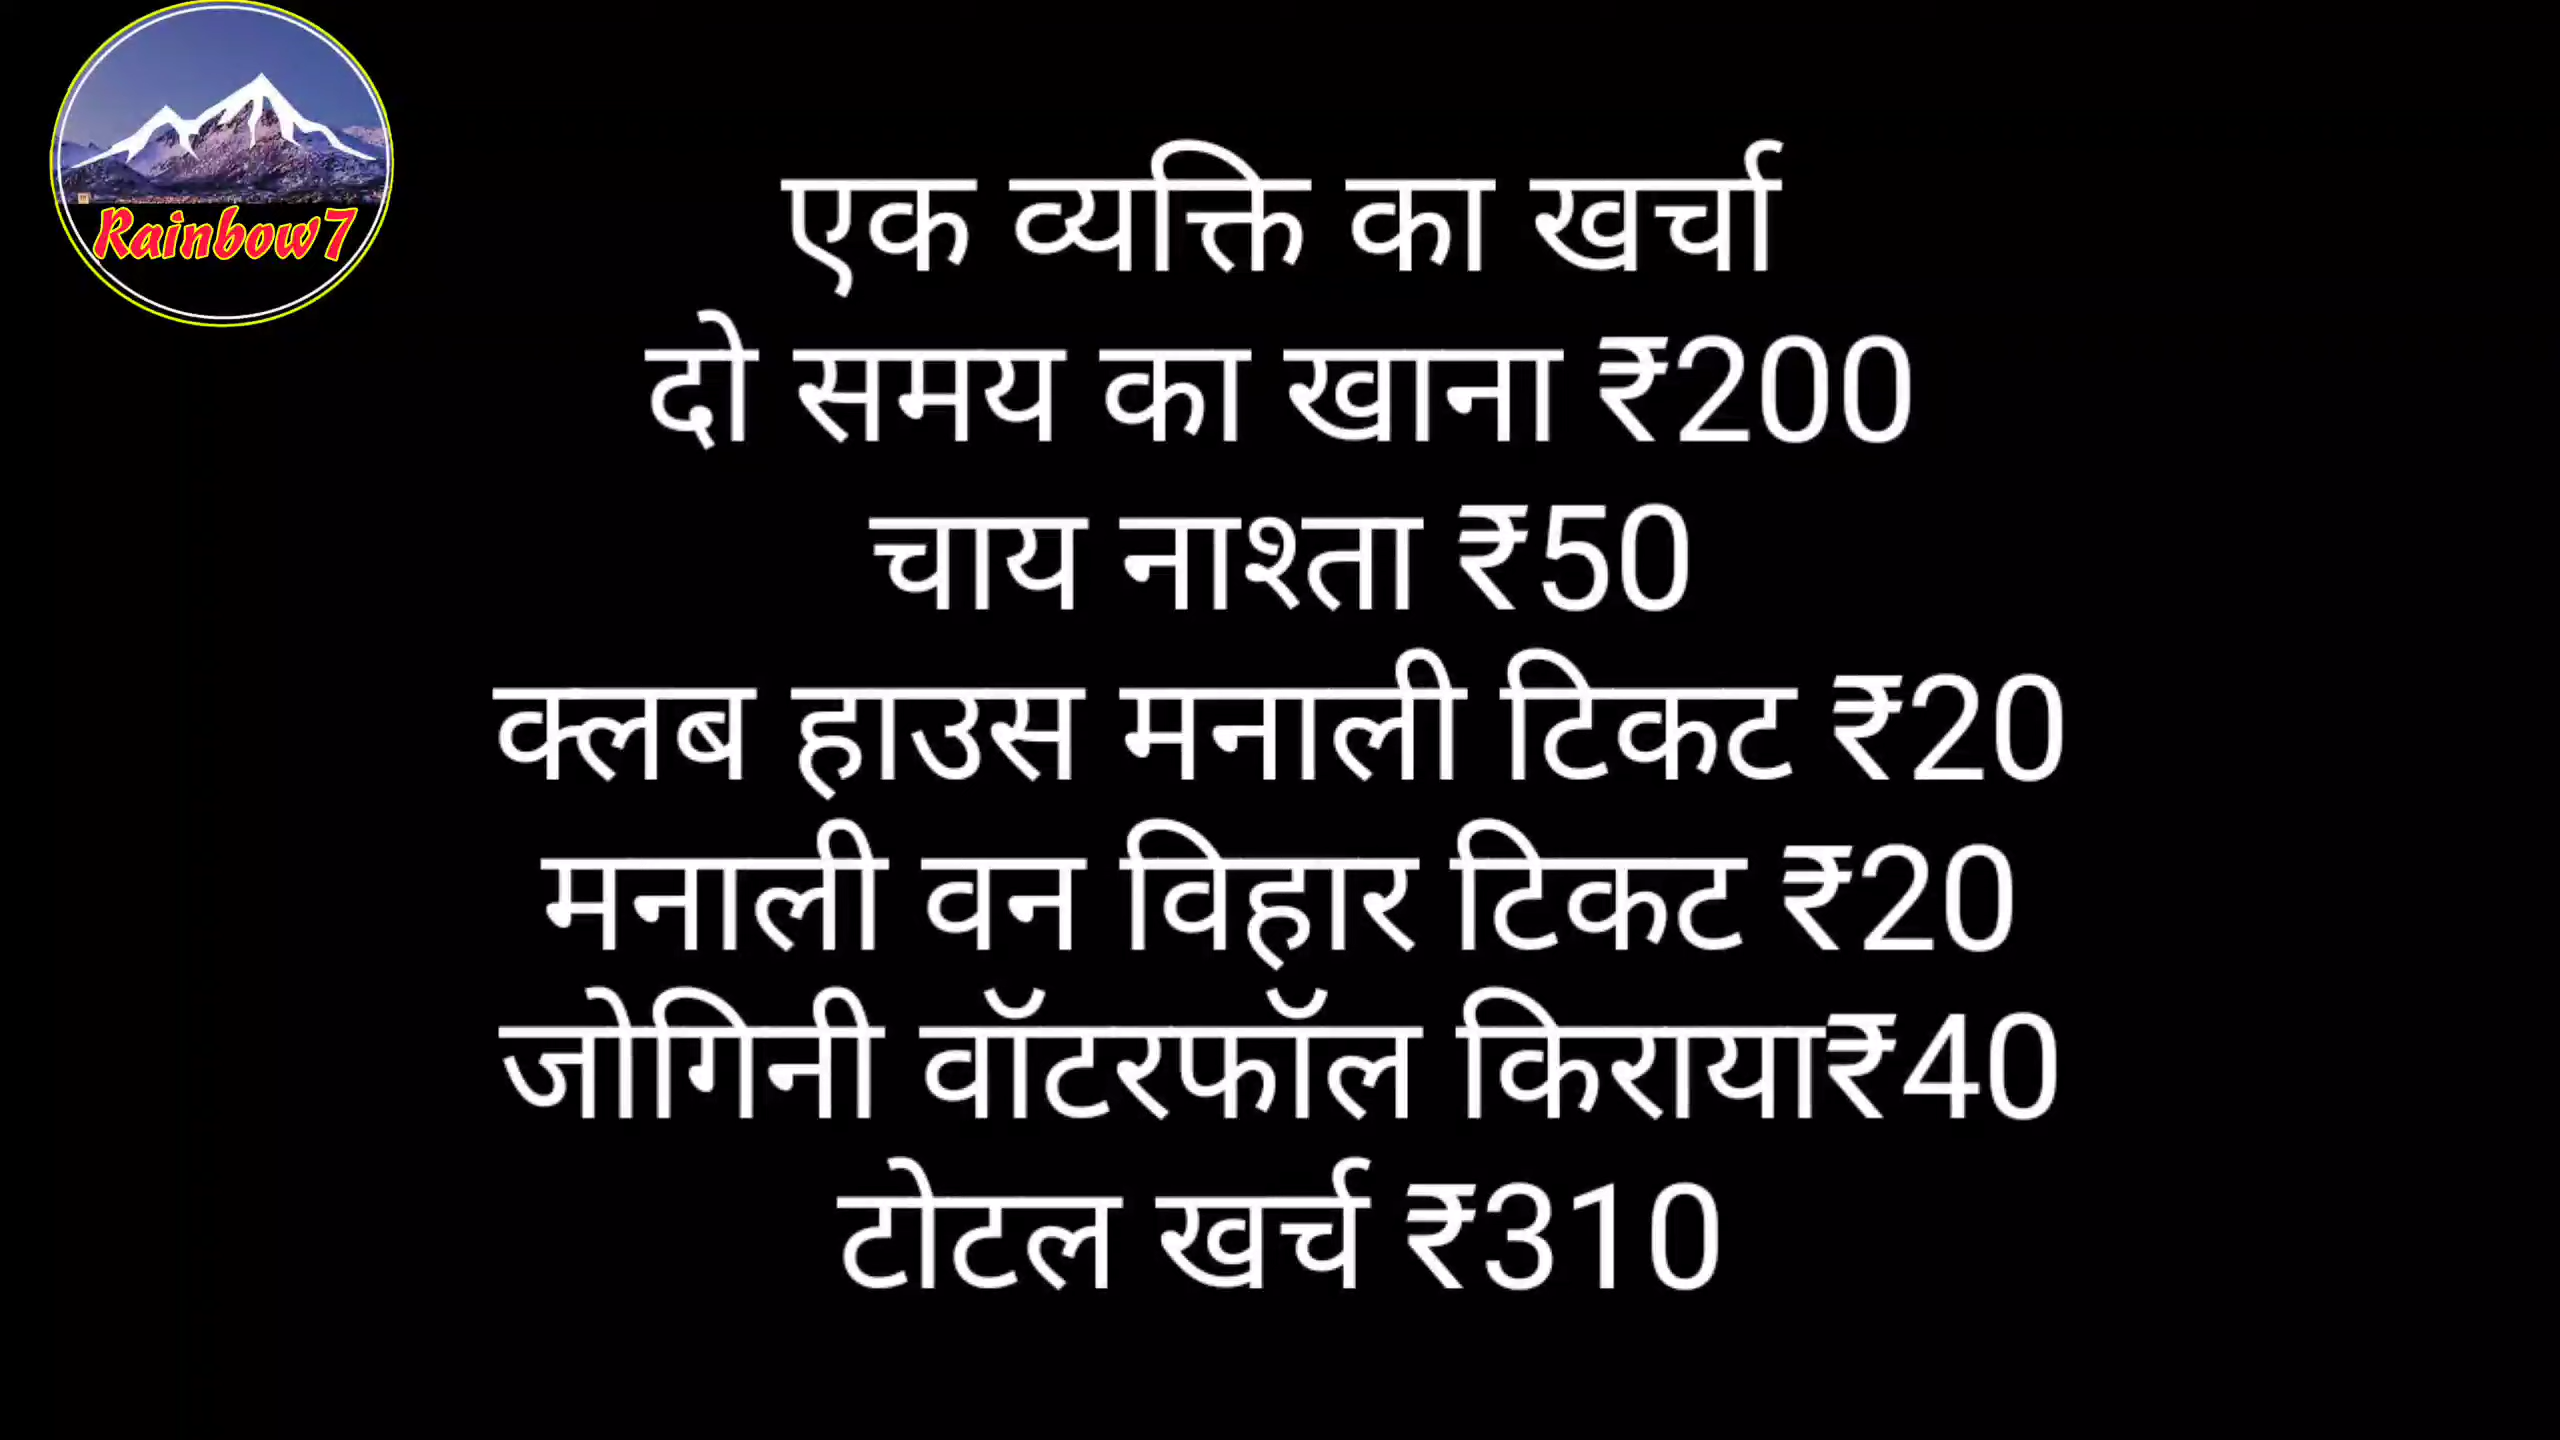 Rainbow7
एक व्यक्ति का खर्चा
दो समय का खाना ₹200
चाय नाश्ता ₹50
क्लब हाउस मनाली टिकट ₹20
मनाली वन विहार टिकट ₹20
जोगिनी वॉटरफॉल किराया₹40
टोटल खर्च ₹310